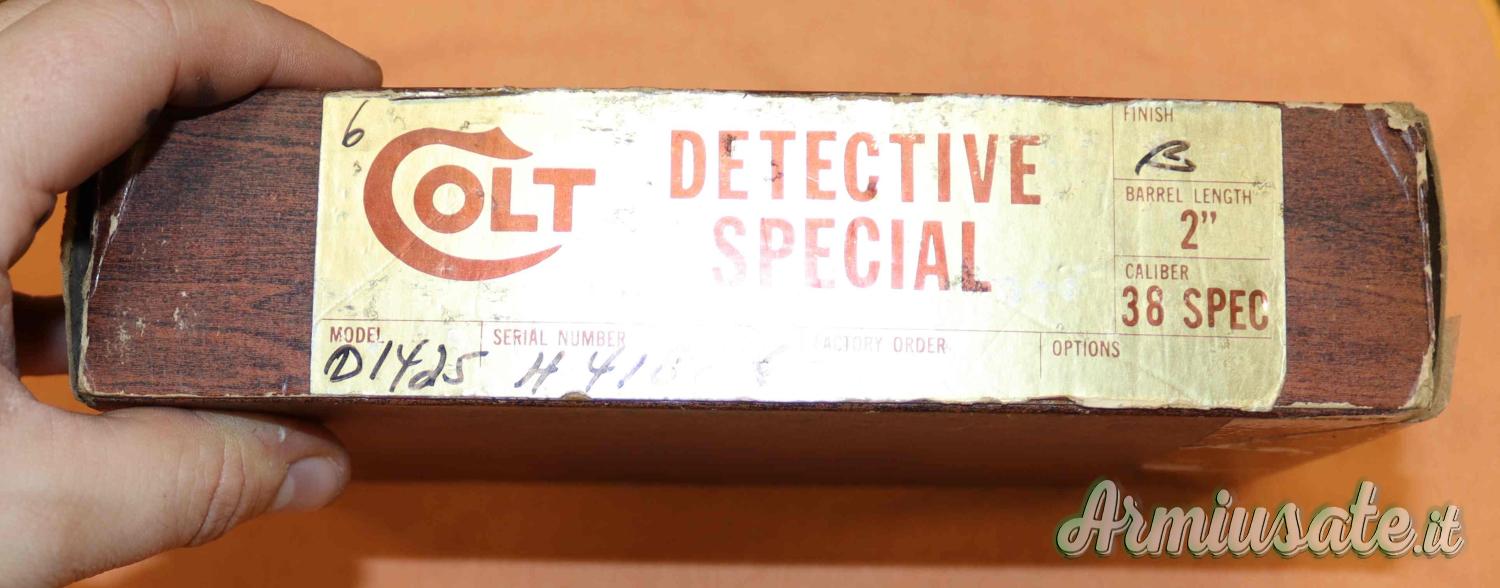 6
COLT
DETECTIVE
SPECIAL
FINISH
B
BARREL LENGTH
2”
CALIBER
38 SPEC
MODEL
D1425
SERIAL NUMBER
H
FACTORY ORDER
OPTIONS
Armiusate.it